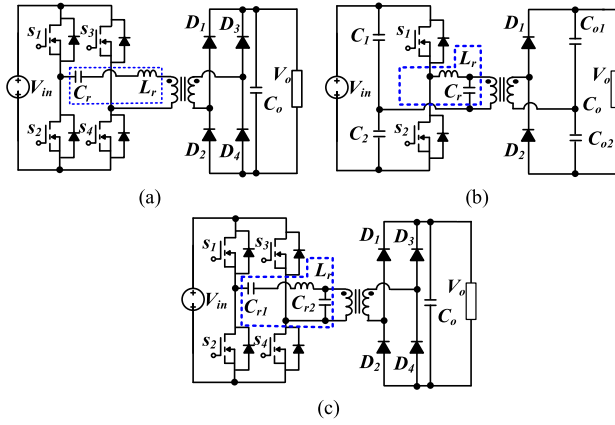 S1 S3 D1 D3
Vin Cr Lr Co Vo
S2 S4 D2 D4
(a)
C1 S1 Lr D1 Co1
Vin Cr Co Vo
C2 S2 D2 Co2
(b)
S1 S3 Lr D1 D3
Vin Cr1 Cr2 Co Vo
S2 S4 D2 D4
(c)